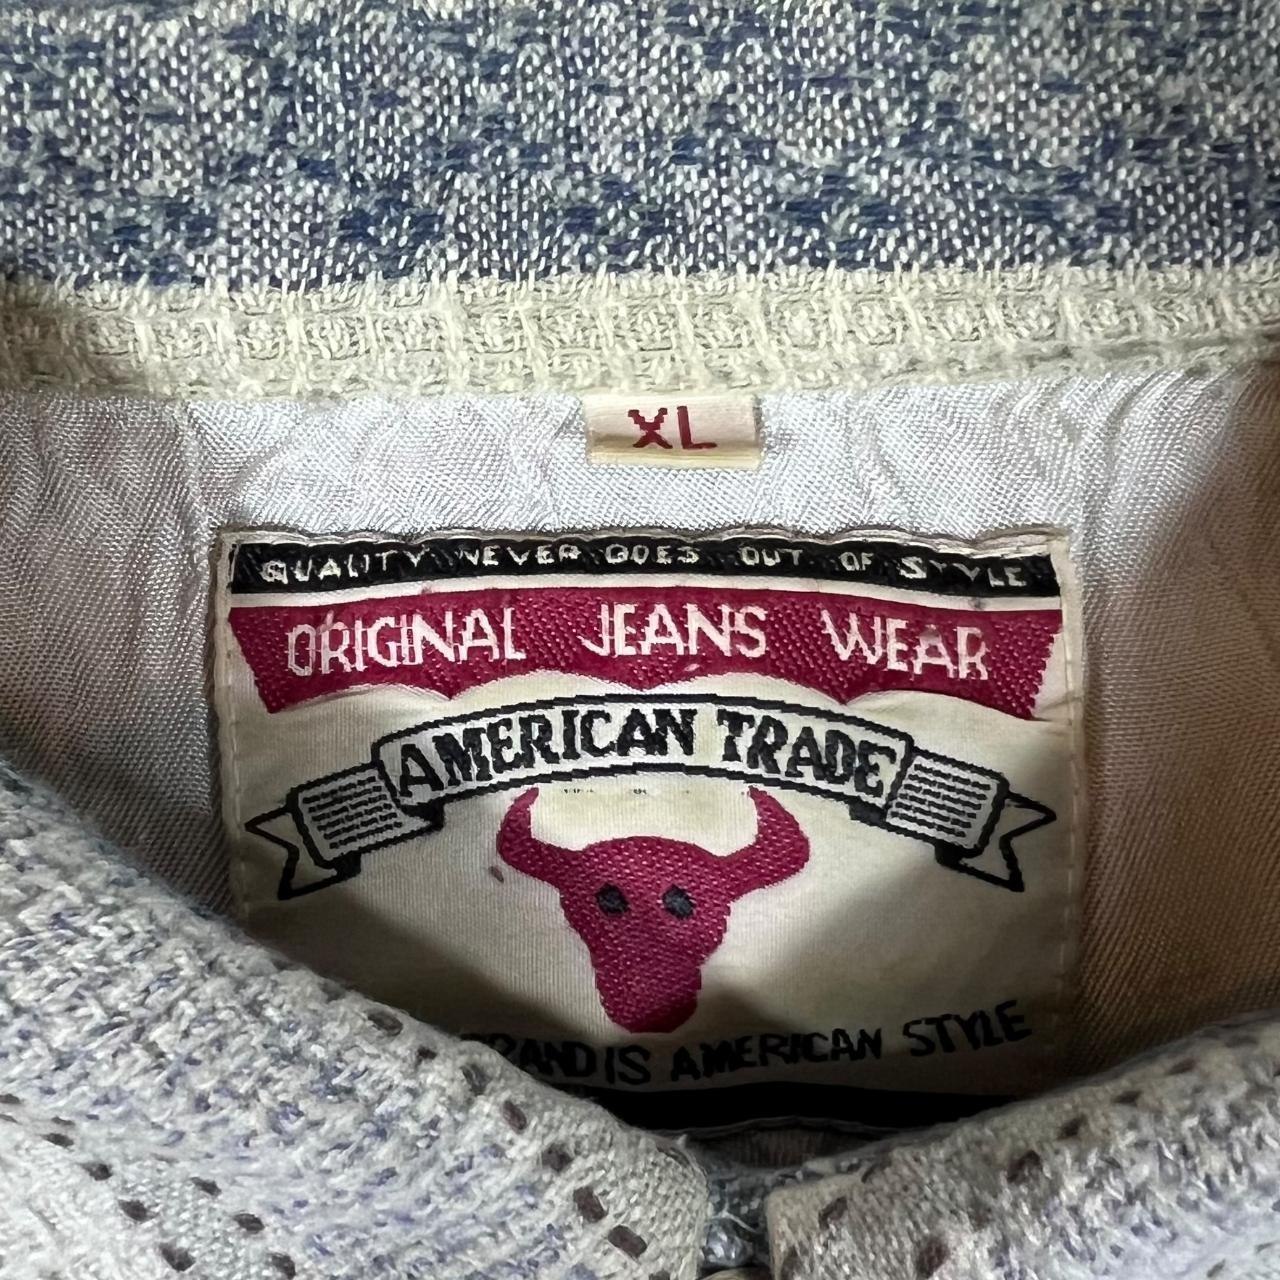 XL
QUALITY NEVER GOES OUT OF STYLE
ORIGINAL JEANS WEAR
AMERICAN TRADE
IS AMERICAN STYLE